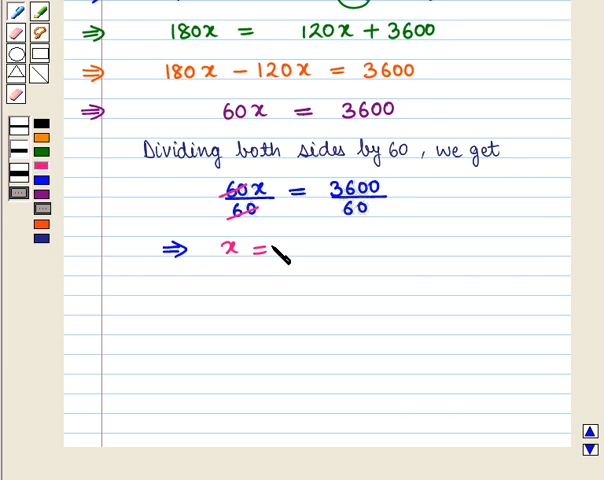 ⇒ 180x = 120x + 3600
⇒ 180x - 120x = 3600
⇒ 60x = 3600
Dividing both sides by 60, we get
60x/60 = 3600/60
⇒ x =